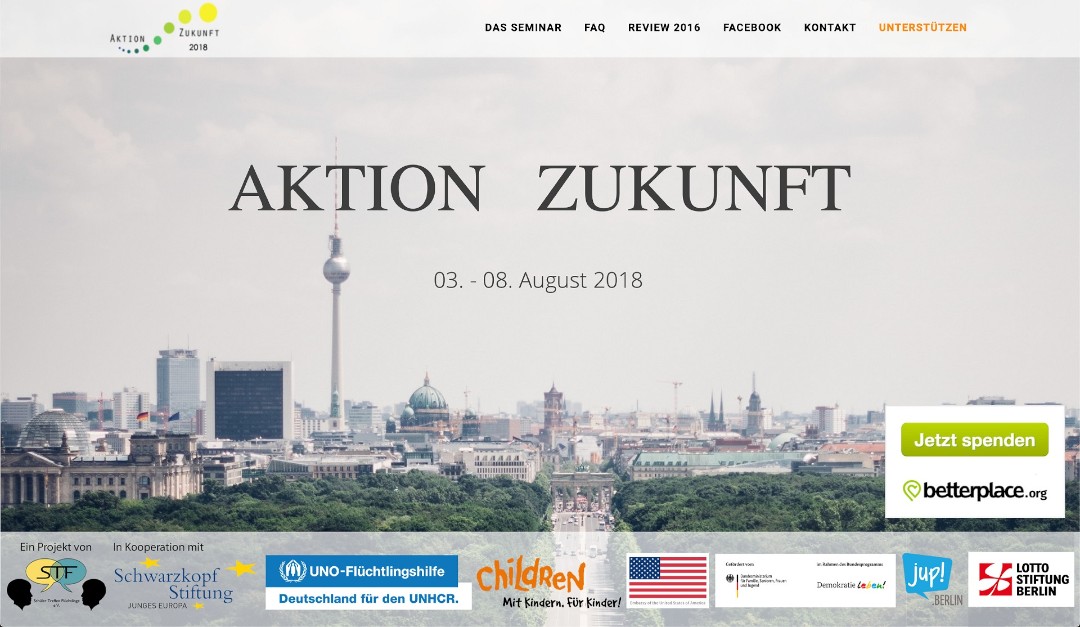 AKTION ZUKUNFT
2018
DAS SEMINAR FAQ REVIEW 2016 FACEBOOK KONTAKT UNTERSTÜTZEN
AKTION ZUKUNFT
03. - 08. August 2018
Jetzt spenden
betterplace.org
Ein Projekt von
STF
Schüler Treffen Flüchtlinge
e.V.
In Kooperation mit
Schwarzkopf
Stiftung
JUNGES EUROPA
UNO-Flüchtlingshilfe
Deutschland für den UNHCR.
ChildREN
Mit Kindern. Für Kinder!
Embassy of the United States of America
Gefördert vom
Bundesministerium
für Familie, Senioren, Frauen
und Jugend
im Rahmen des Bundesprogramms
Demokratie leben!
jup!
.BERLIN
LOTTO
STIFTUNG
BERLIN